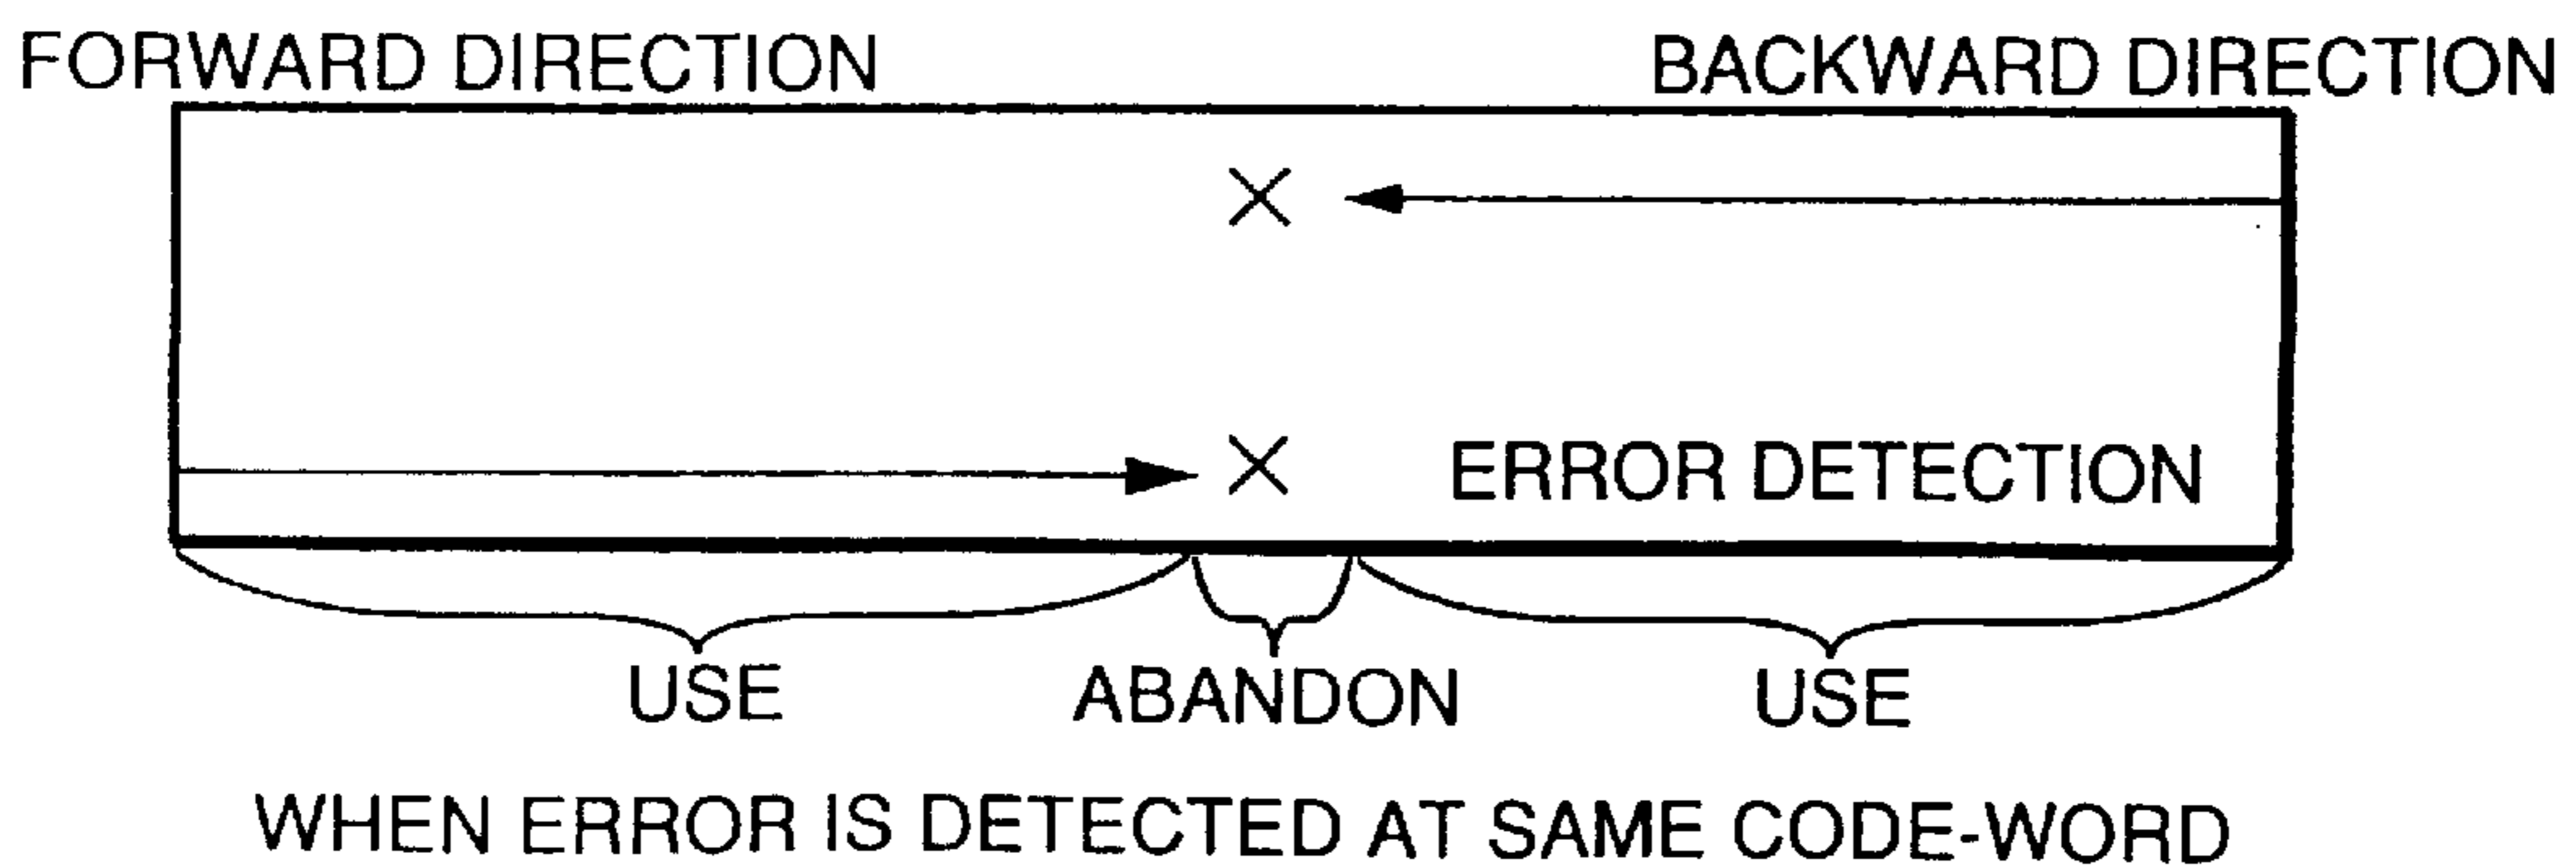 FORWARD DIRECTION BACKWARD DIRECTION
ERROR DETECTION
USE ABANDON USE
WHEN ERROR IS DETECTED AT SAME CODE-WORD